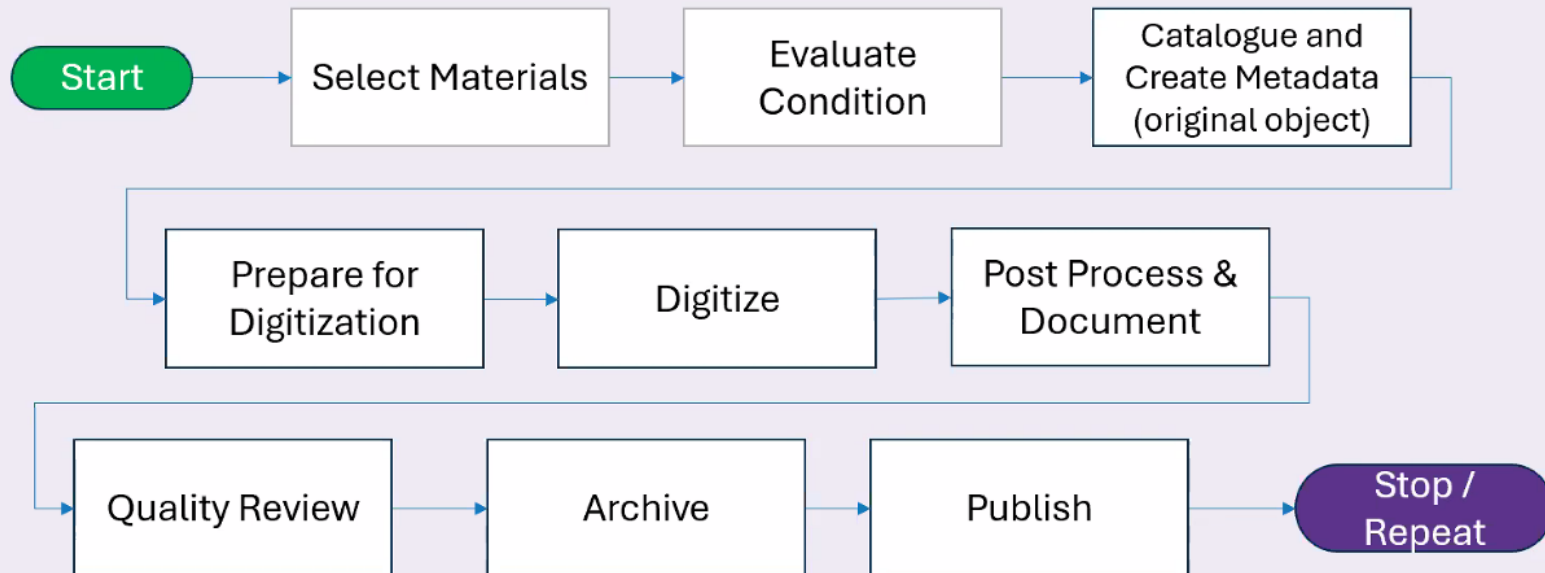 Start
Select Materials
Evaluate
Condition
Catalogue and
Create Metadata
(original object)
Prepare for
Digitization
Digitize
Post Process &
Document
Quality Review
Archive
Publish
Stop /
Repeat